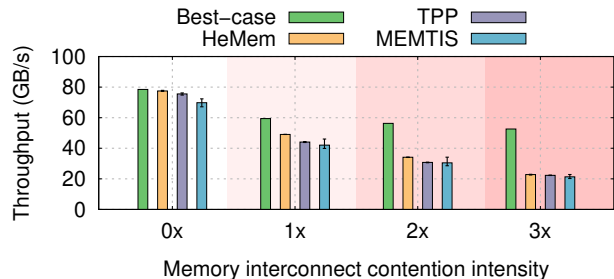 Best-case TPP
HeMem MEMTIS
Throughput (GB/s)
100
80
60
40
20
0
0x 1x 2x 3x
Memory interconnect contention intensity